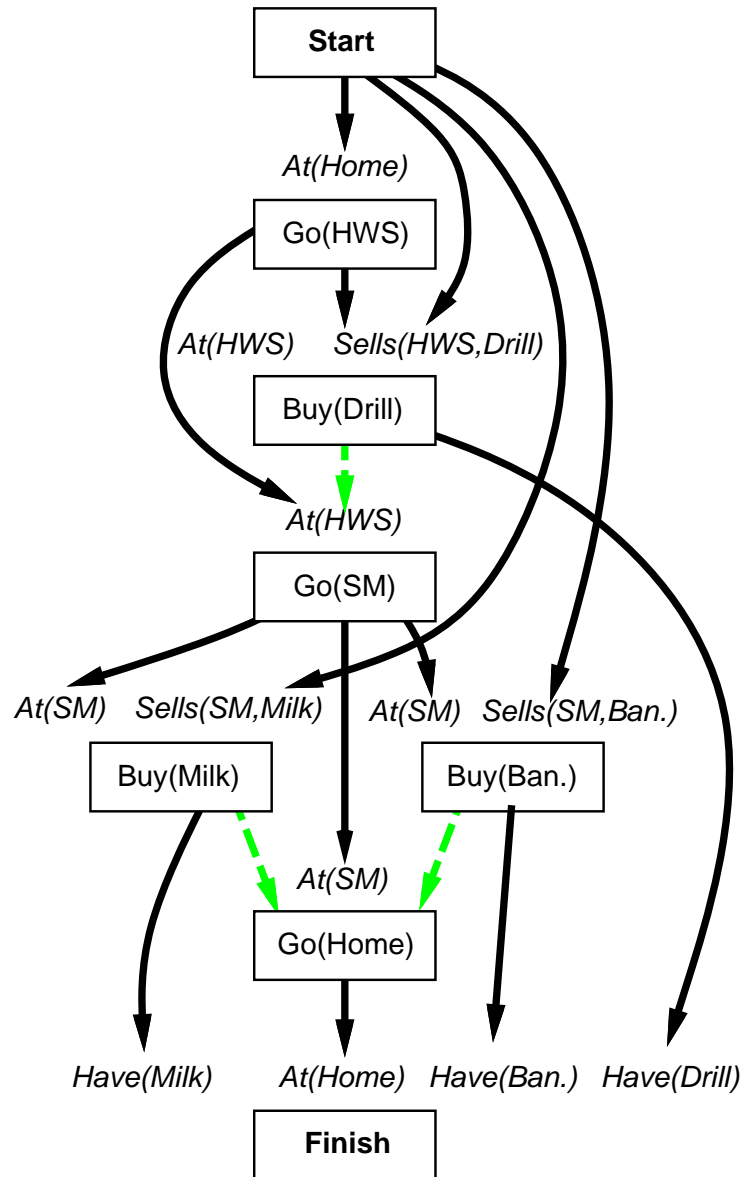 Start
At(Home)
Go(HWS)
At(HWS) Sells(HWS,Drill)
Buy(Drill)
At(HWS)
Go(SM)
At(SM) Sells(SM,Milk) At(SM) Sells(SM,Ban.)
Buy(Milk) Buy(Ban.)
At(SM)
Go(Home)
Have(Milk) At(Home) Have(Ban.) Have(Drill)
Finish